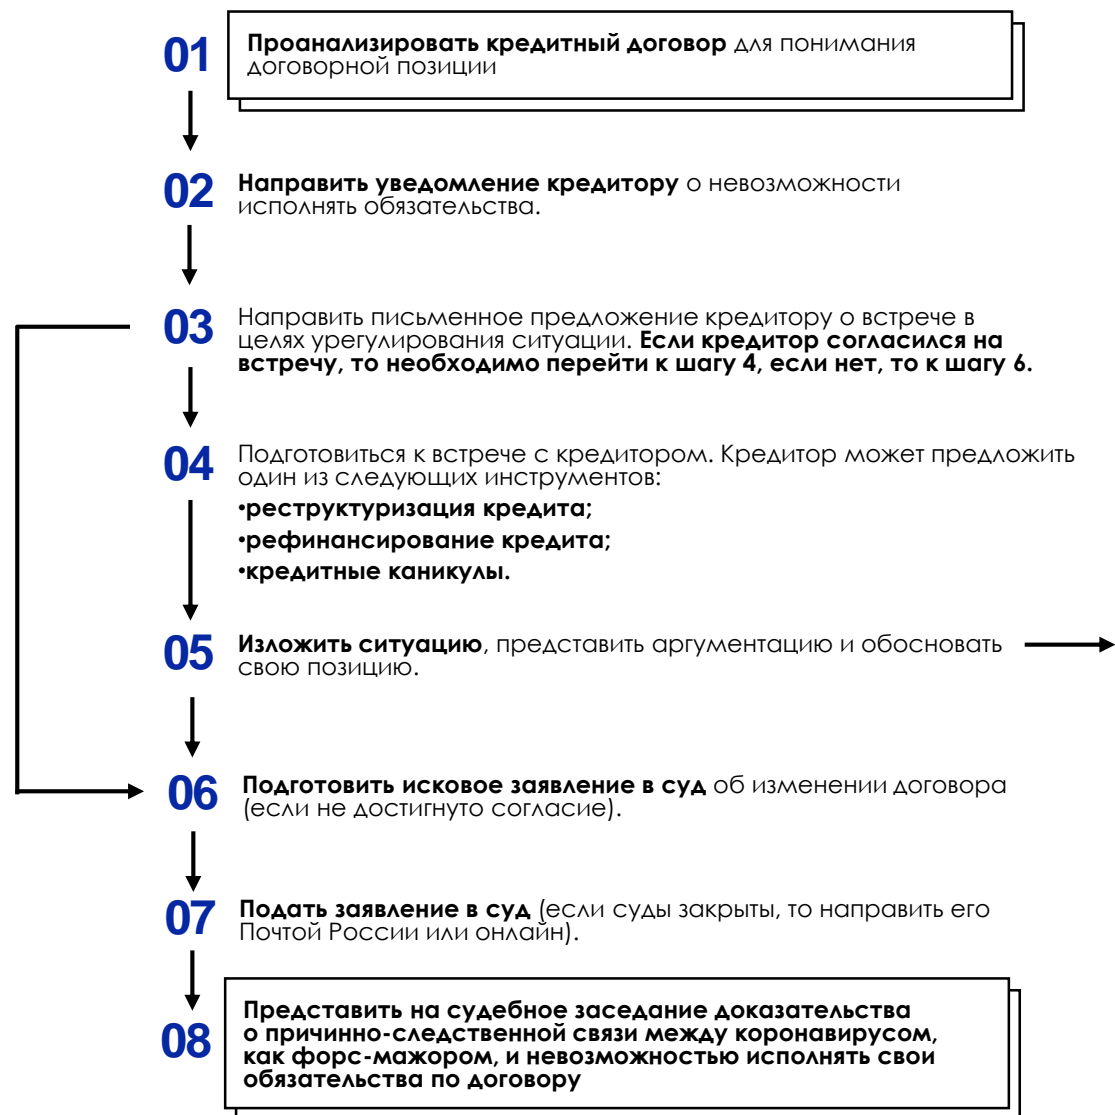 01
Проанализировать кредитный договор для понимания
договорной позиции
02
Направить уведомление кредитору о невозможности
исполнять обязательства.
03
Направить письменное предложение кредитору о встрече в
целях урегулирования ситуации. Если кредитор согласился на
встречу, то необходимо перейти к шагу 4, если нет, то к шагу 6.
04
Подготовиться к встрече с кредитором. Кредитор может предложить
один из следующих инструментов:
•реструктуризация кредита;
•рефинансирование кредита;
•кредитные каникулы.
05
Изложить ситуацию, представить аргументацию и обосновать
свою позицию.
06
Подготовить исковое заявление в суд об изменении договора
(если не достигнуто согласие).
07
Подать заявление в суд (если суды закрыты, то направить его
Почтой России или онлайн).
08
Представить на судебное заседание доказательства
о причинно-следственной связи между коронавирусом,
как форс-мажором, и невозможностью исполнять свои
обязательства по договору